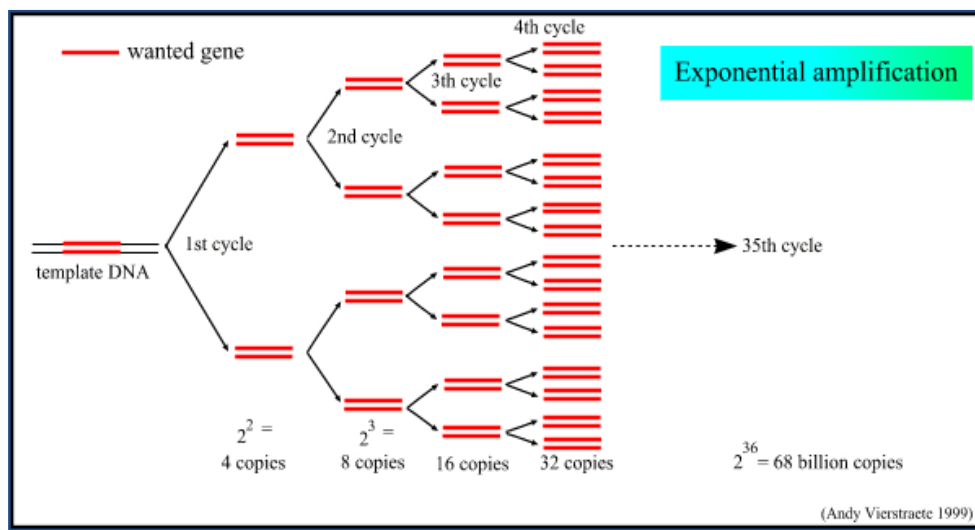 wanted gene
4th cycle
Exponential amplification
3th cycle
2nd cycle
1st cycle
35th cycle
template DNA
2^2 =
4 copies
2^3 =
8 copies
16 copies
32 copies
2^36 = 68 billion copies
(Andy Vierstraete 1999)